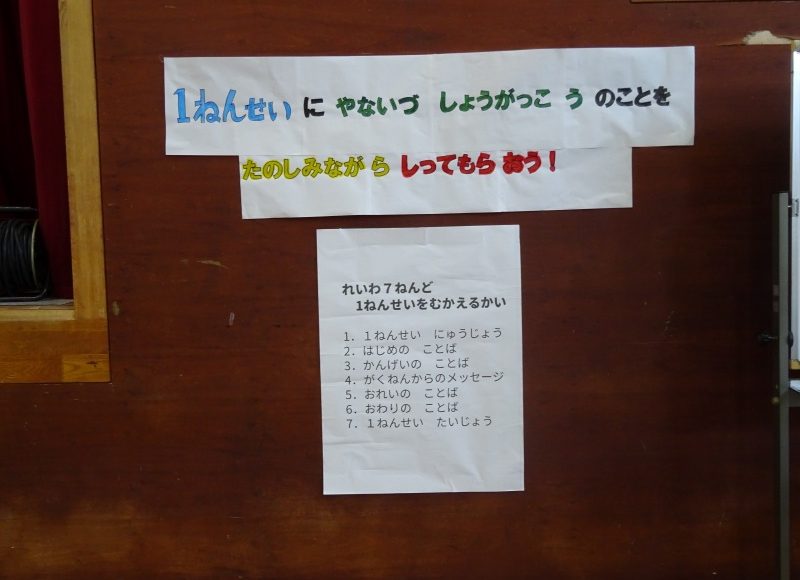 1ねんせい に やないづ しょうがっこ う のことを
たのしみなが ら しってもら おう！
れいわ７ねんど
1ねんせいをむかえるかい
1. １ねんせい　にゅうじょう
2. はじめの　ことば
3. かんげいの　ことば
4. がくねんからのメッセージ
5. おれいの　ことば
6. おわりの　ことば
7. １ねんせい　たいじょう